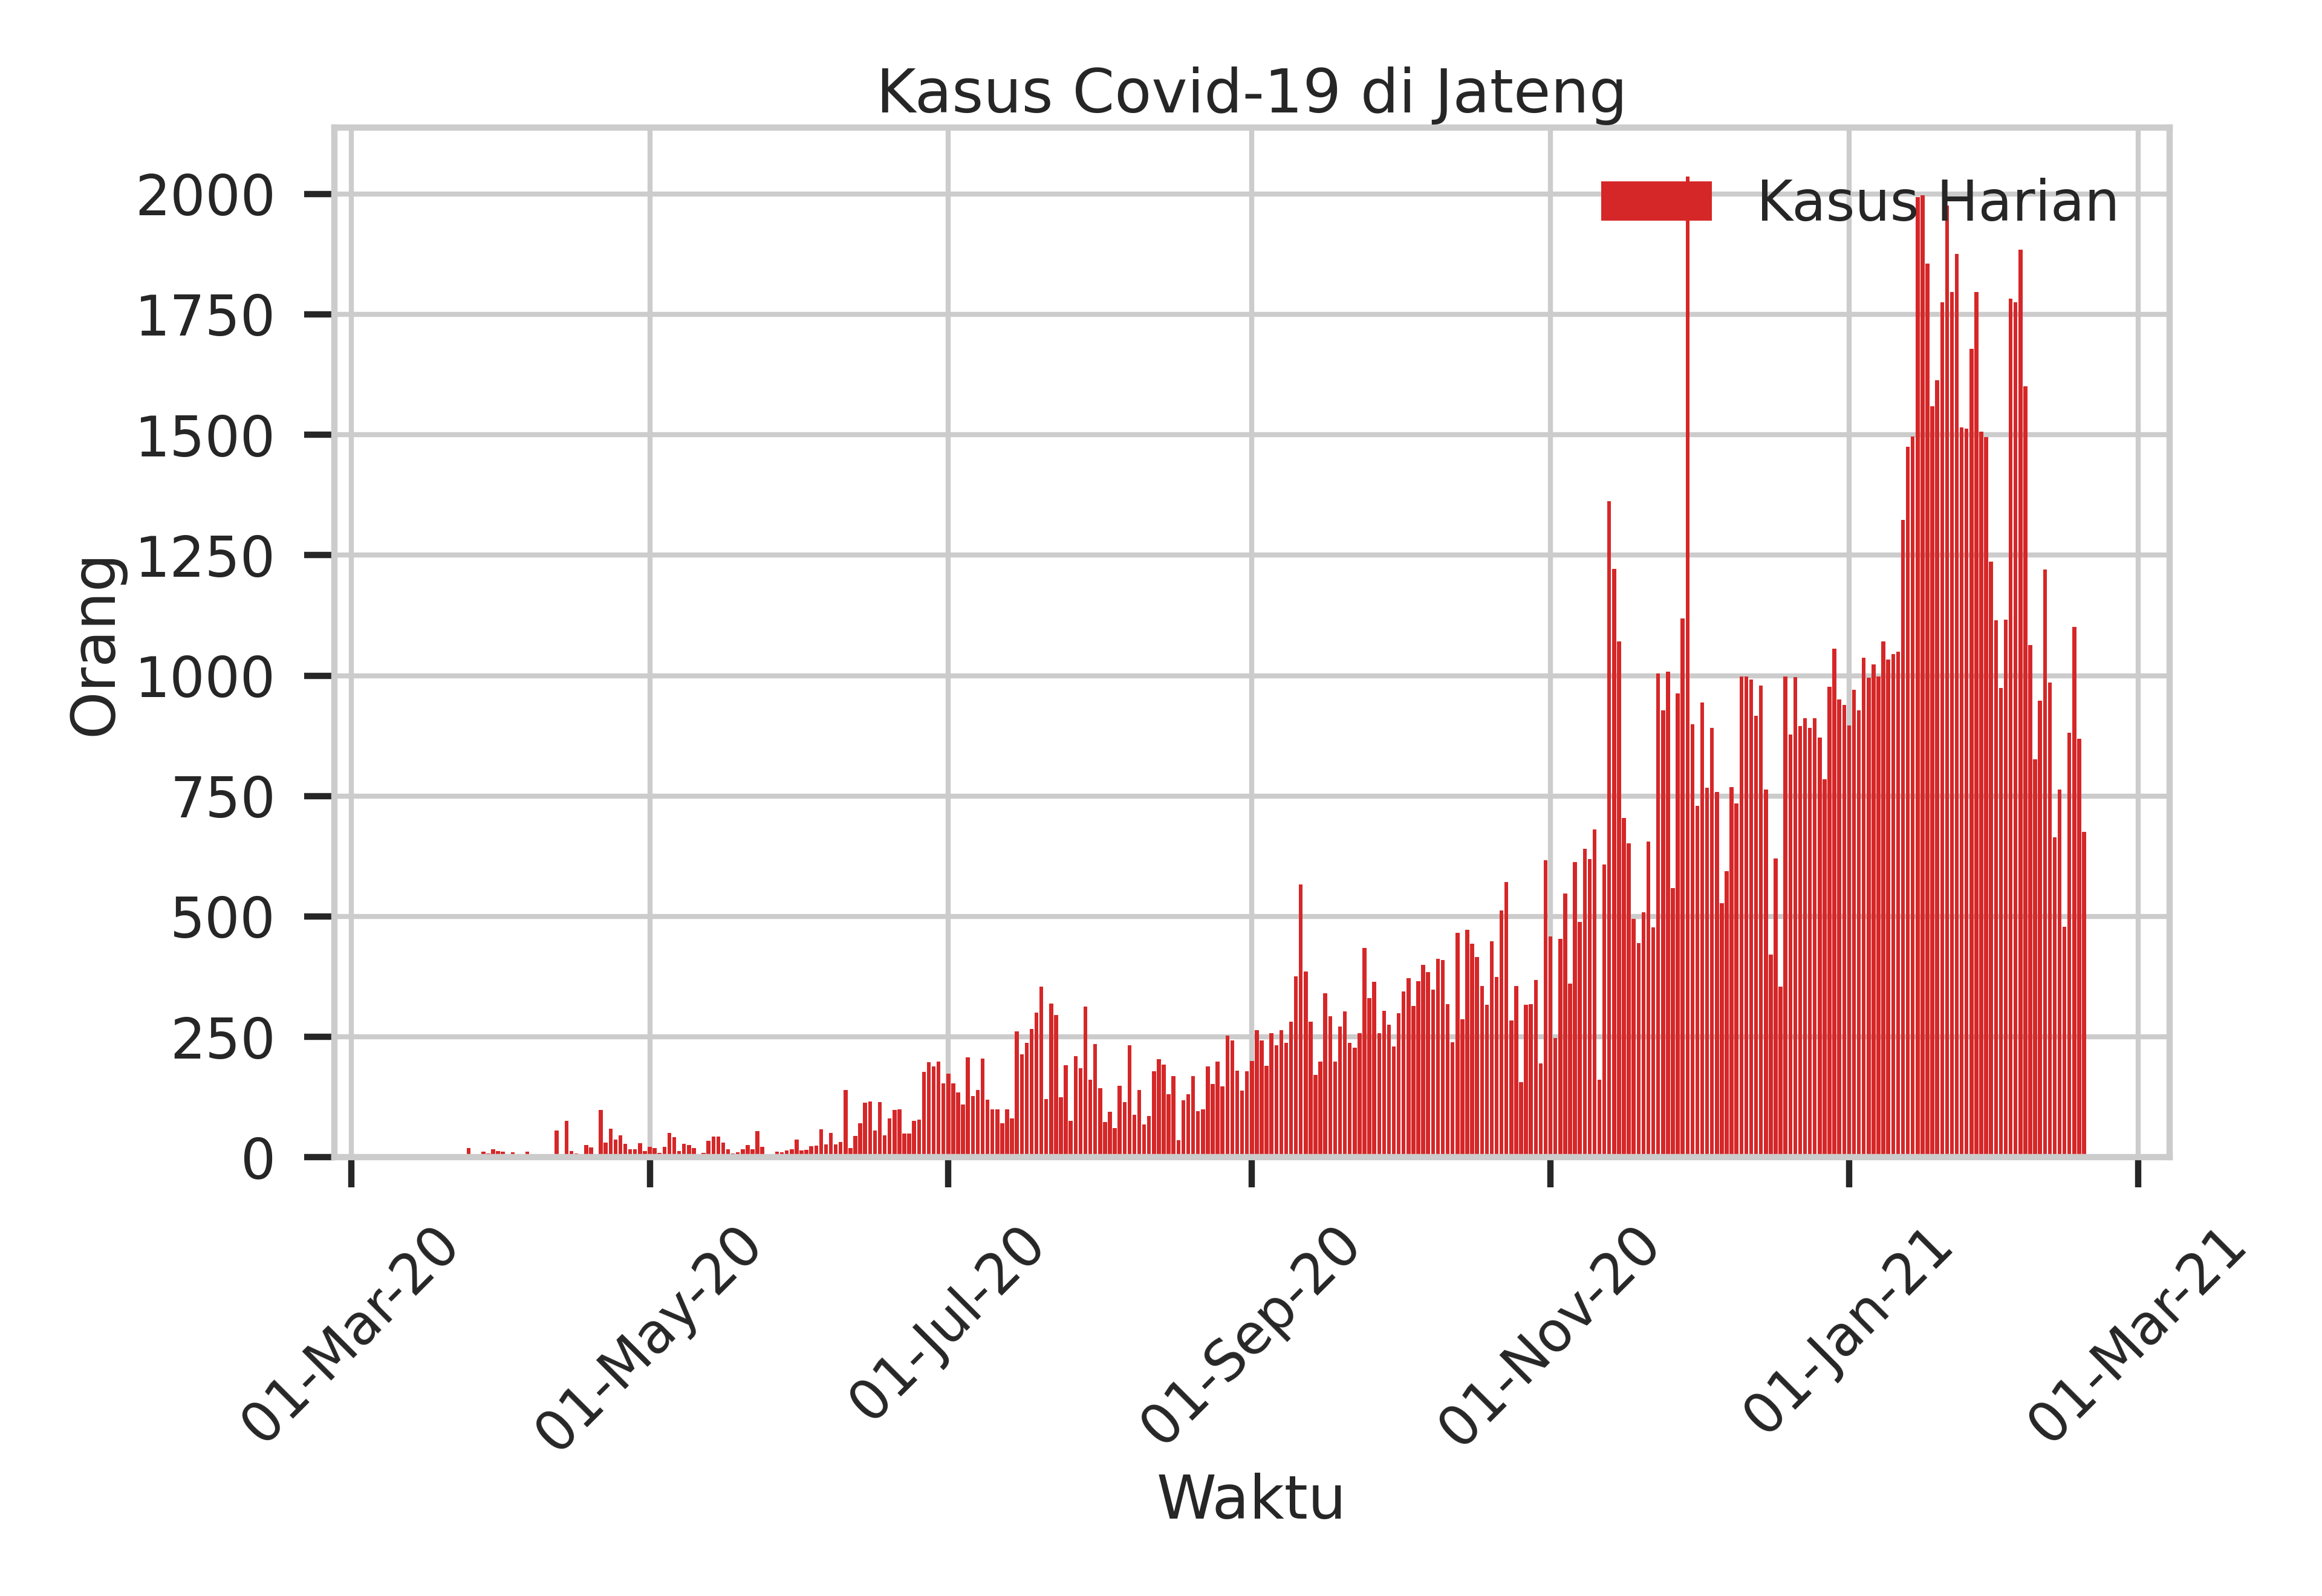 Kasus Covid-19 di Jateng
Kasus Harian
2000
1750
1500
1250
1000
750
500
250
0
Orang
01-Mar-20
01-May-20
01-Jul-20
01-Sep-20
01-Nov-20
01-Jan-21
01-Mar-21
Waktu